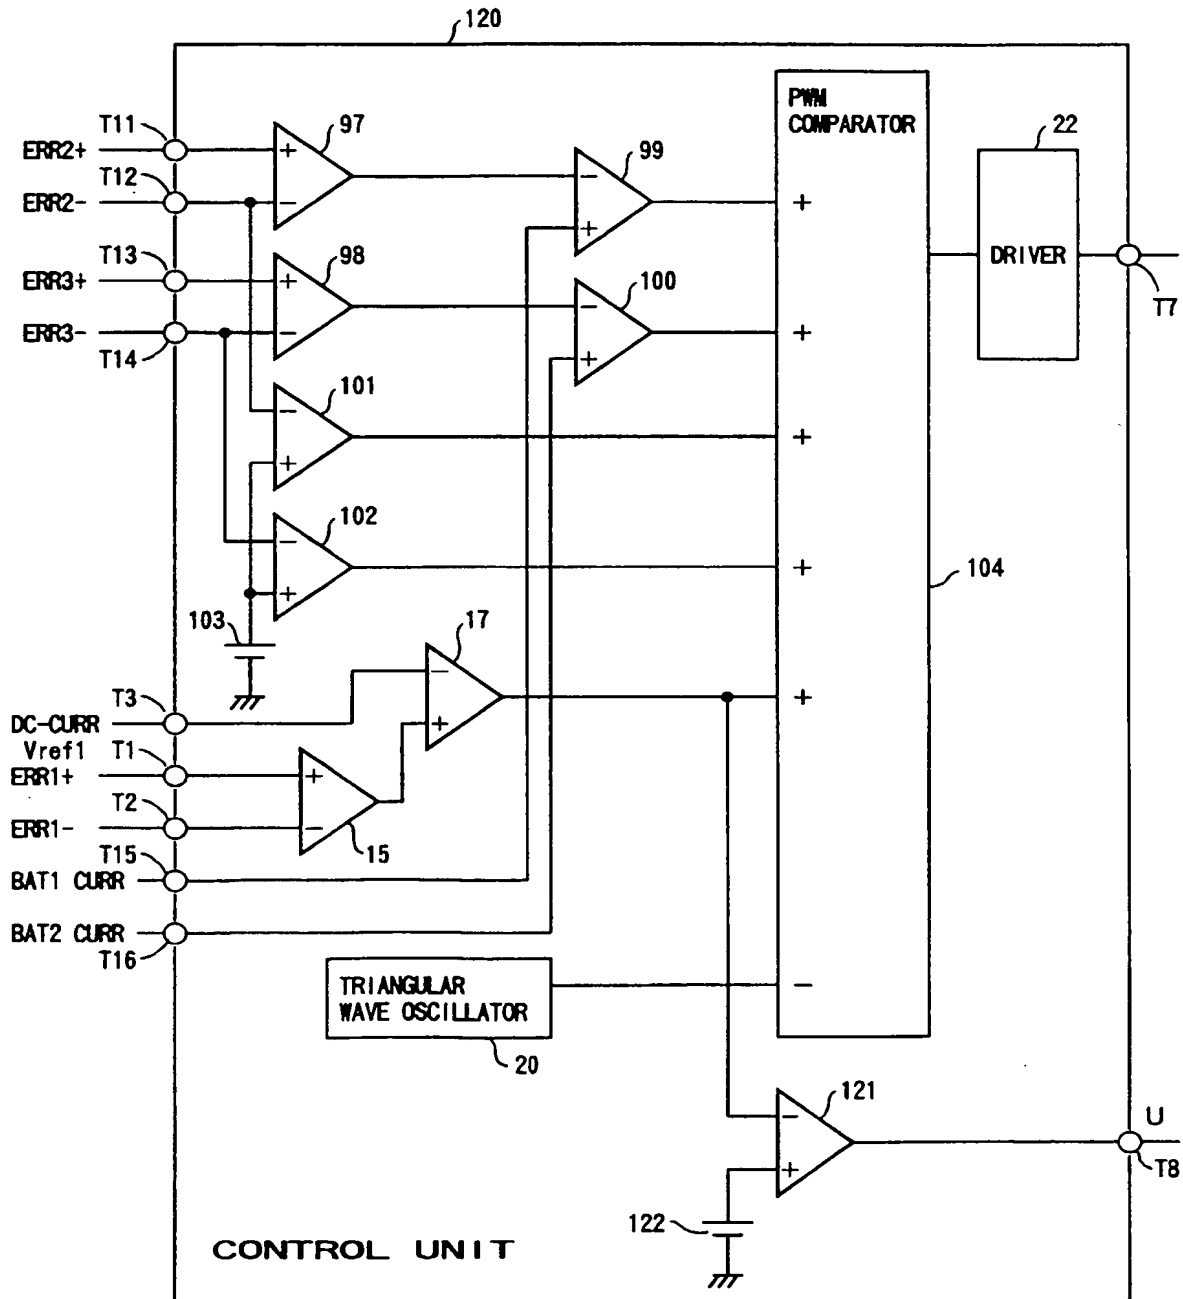 120
PWM
COMPARATOR
T11
ERR2+
T12
ERR2-
T13
ERR3+
ERR3-
T14
97
+
-
98
+
-
99
-
+
100
-
+
101
-
+
102
-
+
103
17
-
+
15
+
-
T3
DC-CURR
Vref1
T1
ERR1+
T2
ERR1-
T15
BAT1 CURR
BAT2 CURR
T16
+
+
+
+
+
-
104
22
DRIVER
T7
TRIANGULAR
WAVE OSCILLATOR
20
121
-
+
122
U
T8
CONTROL UNIT